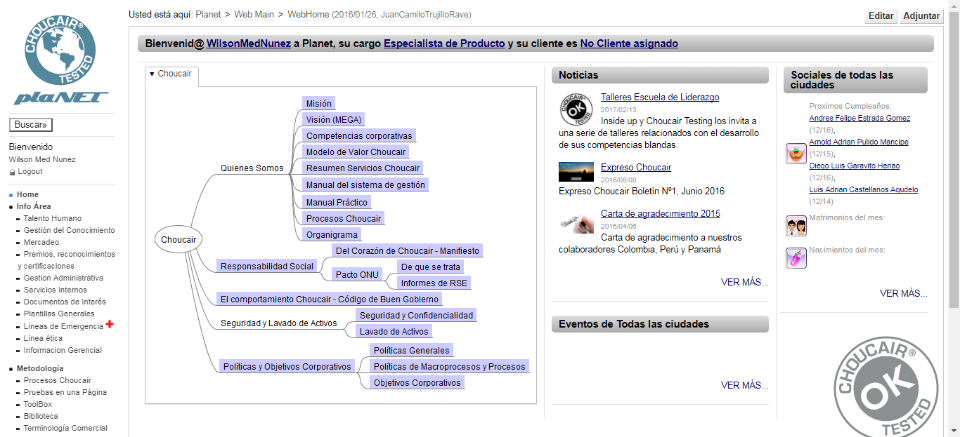 CHOUCAIR®
TESTED
plaNET
Buscar»
Bienvenido
Wilson Med Nunez
Logout
Home
Info Área
Talento Humano
Gestión del Conocimiento
Mercadeo
Premios, reconocimientos
y certificaciones
Gestion Administrativa
Servicios Internos
Documentos de Interés
Plantillas Generales
Líneas de Emergencia
Línea ética
Informacion Gerencial
Metodología
Procesos Choucair
Pruebas en una Página
ToolBox
Biblioteca
Terminología Comercial
Usted está aquí: Planet > Web Main > WebHome (2016/01/26, JuanCamiloTrujilloRave)
Editar
Adjuntar
Bienvenid@ WilsonMedNunez a Planet, su cargo Especialista de Producto y su cliente es No Cliente asignado
▼ Choucair
Choucair
Quienes Somos
Misión
Visión (MEGA)
Competencias corporativas
Modelo de Valor Choucair
Resumen Servicios Choucair
Manual del sistema de gestión
Manual Práctico
Procesos Choucair
Organigrama
Responsabilidad Social
Del Corazón de Choucair - Manifiesto
Pacto ONU
De que se trata
Informes de RSE
El comportamiento Choucair - Código de Buen Gobierno
Seguridad y Lavado de Activos
Seguridad y Confidencialidad
Lavado de Activos
Políticas y Objetivos Corporativos
Políticas Generales
Políticas de Macroprocesos y Procesos
Objetivos Corporativos
Noticias
CHOUCAIR
OK
TESTED
Talleres Escuela de Liderazgo
2017/02/13
Inside up y Choucair Testing los invita a
una serie de talleres relacionados con el desarrollo
de sus competencias blandas.
Expreso Choucair
2016/06/08
Expreso Choucair Boletin Nº1, Junio 2016
Carta de agradecimiento 2015
2016/04/06
Carta de agradecimiento a nuestros
colaboradores Colombia, Perú y Panamá
VER MÁS...
Eventos de Todas las ciudades
VER MÁS...
Sociales de todas las
ciudades
Proximos Cumpleaños:
Andres Felipe Estrada Gomez
(12/16),
Arnold Adrian Pulido Mancipe
(12/15),
Diego Luis Garavito Henao
(12/16),
Luis Adrian Castellanos Agudelo
(12/14)
Matrimonios del mes:
Nacimientos del mes:
VER MÁS...
CHOUCAIR®
OK
TESTED